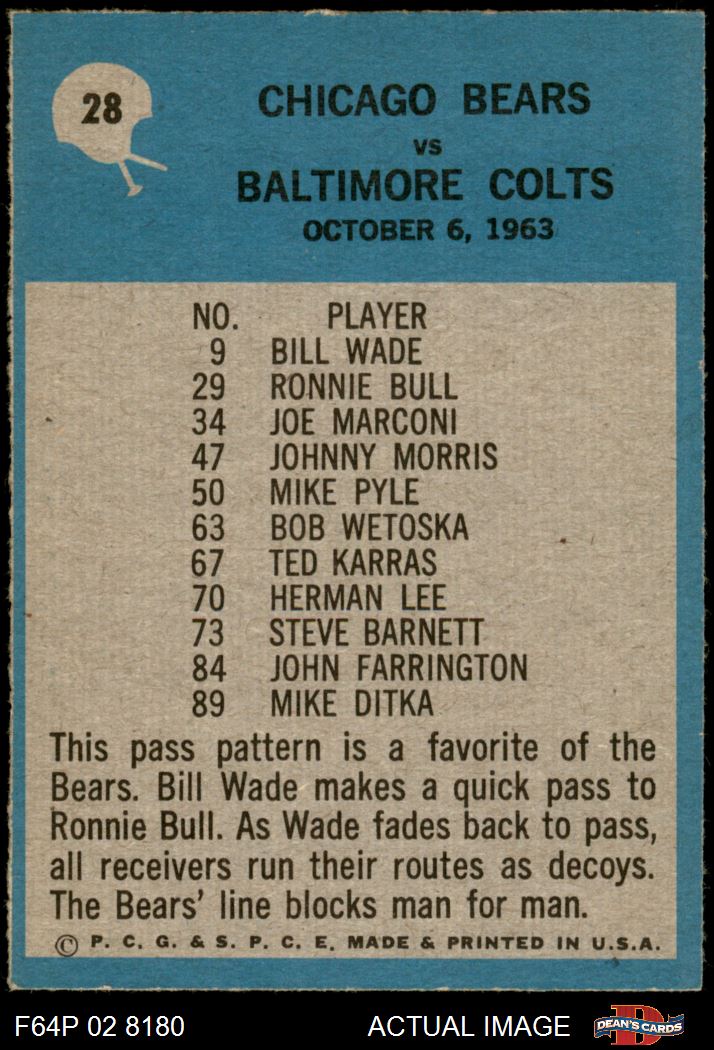 28
CHICAGO BEARS
VS
BALTIMORE COLTS
OCTOBER 6, 1963
NO. PLAYER
9 BILL WADE
29 RONNIE BULL
34 JOE MARCONI
47 JOHNNY MORRIS
50 MIKE PYLE
63 BOB WETOSKA
67 TED KARRAS
70 HERMAN LEE
73 STEVE BARNETT
84 JOHN FARRINGTON
89 MIKE DITKA
This pass pattern is a favorite of the
Bears. Bill Wade makes a quick pass to
Ronnie Bull. As Wade fades back to pass,
all receivers run their routes as decoys.
The Bears' line blocks man for man.
© P. C. G. & S. P. C. E. MADE & PRINTED IN U.S.A.
F64P 02 8180 ACTUAL IMAGE
D
DEAN'S CARDS